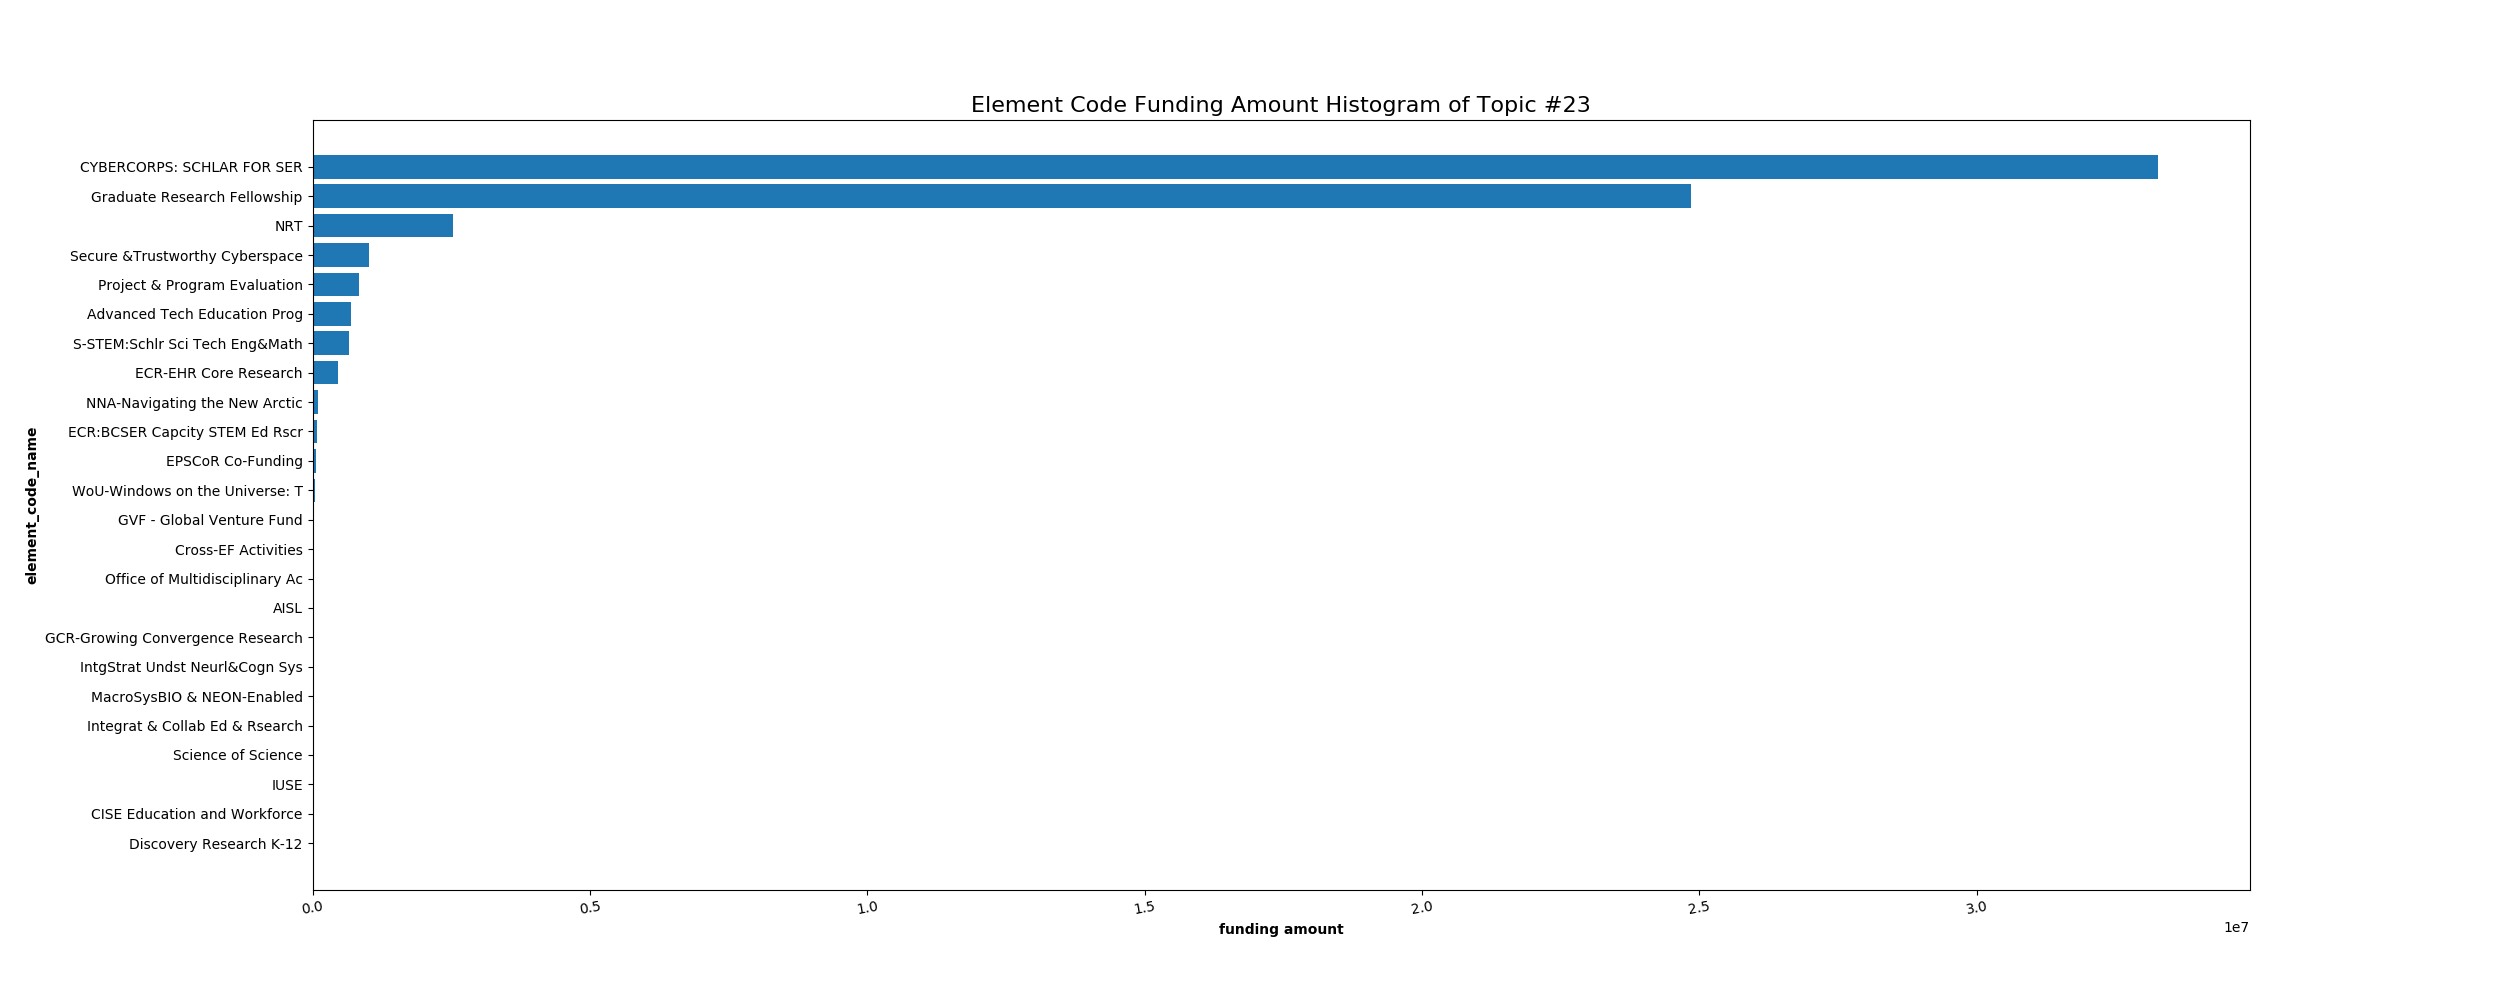 Element Code Funding Amount Histogram of Topic #23
CYBERCORPS: SCHLAR FOR SER
Graduate Research Fellowship
NRT
Secure &Trustworthy Cyberspace
Project & Program Evaluation
Advanced Tech Education Prog
S-STEM:Schlr Sci Tech Eng&Math
ECR-EHR Core Research
NNA-Navigating the New Arctic
ECR:BCSER Capcity STEM Ed Rscr
EPSCoR Co-Funding
WoU-Windows on the Universe: T
GVF - Global Venture Fund
Cross-EF Activities
Office of Multidisciplinary Ac
AISL
GCR-Growing Convergence Research
IntgStrat Undst Neurl&Cogn Sys
MacroSysBIO & NEON-Enabled
Integrat & Collab Ed & Rsearch
Science of Science
IUSE
CISE Education and Workforce
Discovery Research K-12
element_code_name
0.0 0.5 1.0 1.5 2.0 2.5 3.0
1e7
funding amount